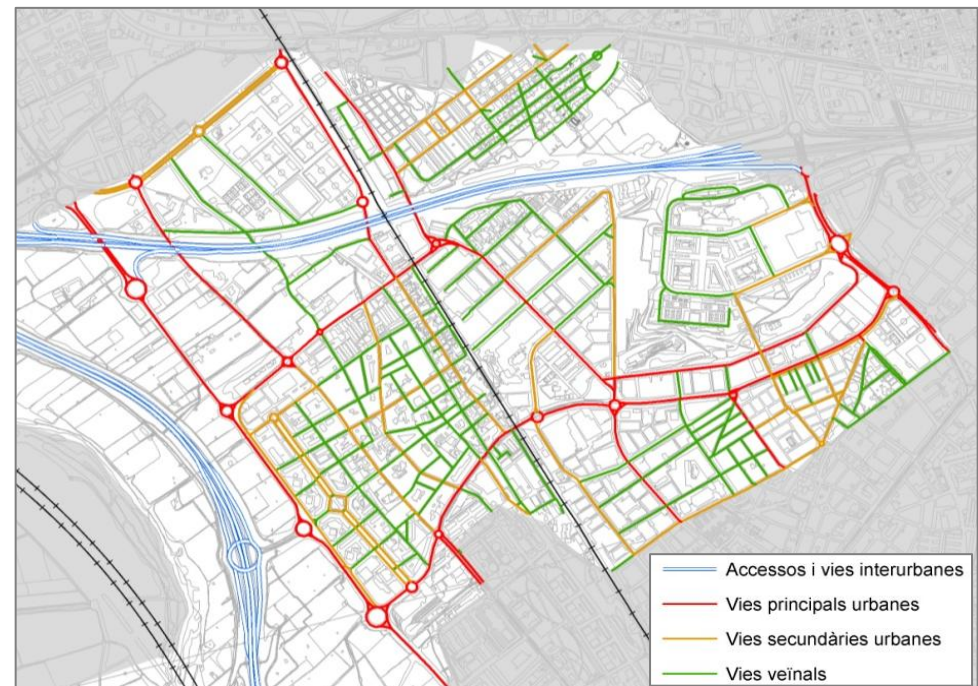 Accessos i vies interurbanes
Vies principals urbanes
Vies secundàries urbanes
Vies veïnals